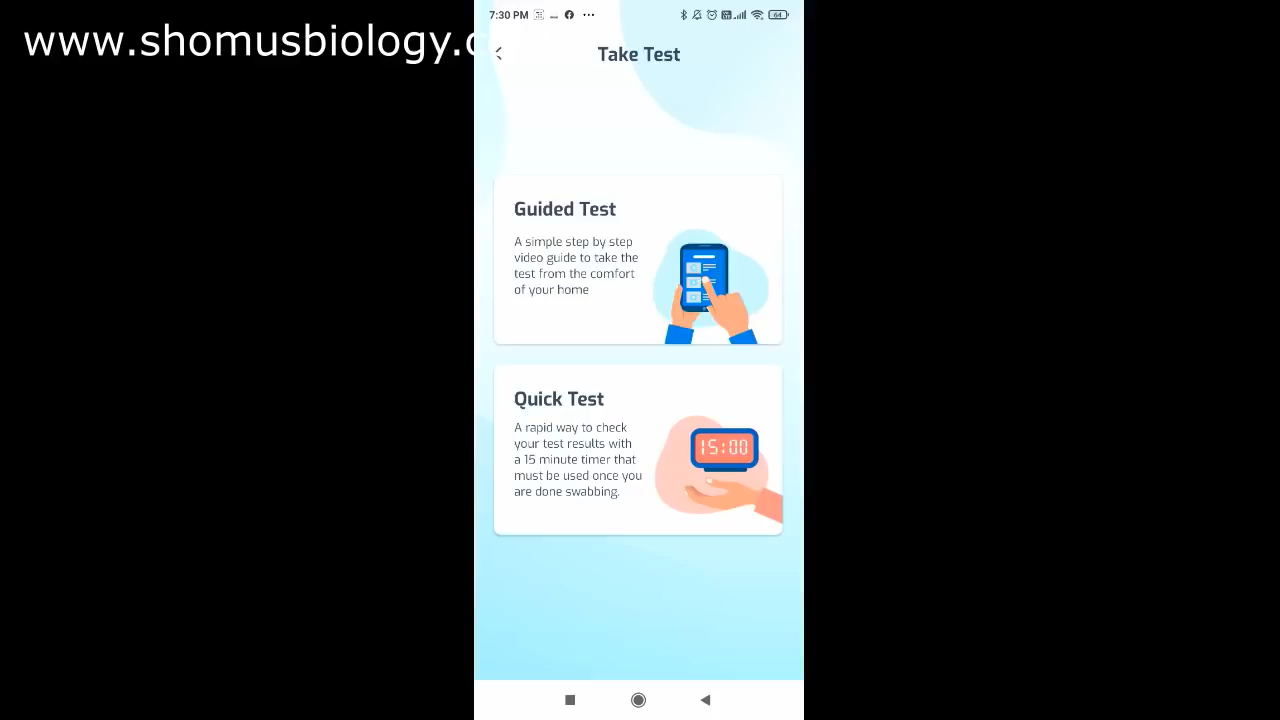 www.shomusbiology.c
7:30 PM
64
Take Test
Guided Test
A simple step by step
video guide to take the
test from the comfort
of your home
Quick Test
A rapid way to check
your test results with
a 15 minute timer that
must be used once you
are done swabbing.
15:00